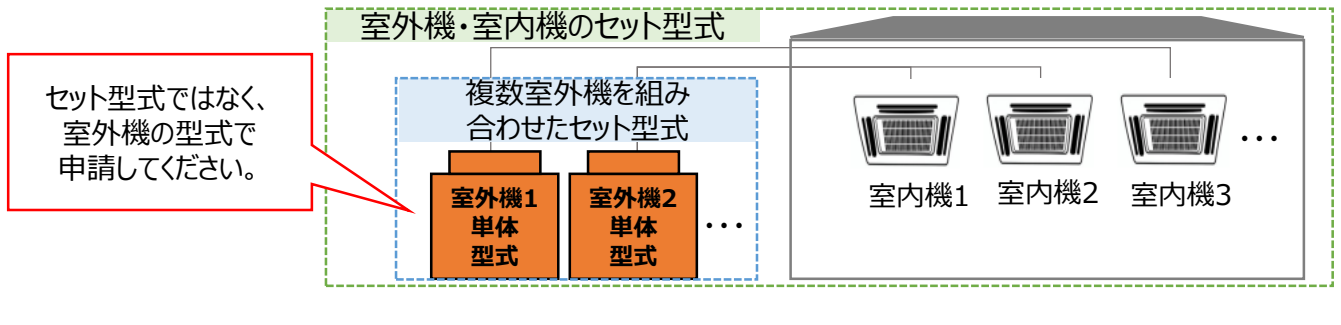 室外機・室内機のセット型式
セット型式ではなく、
室外機の型式で
申請してください。
複数室外機を組み
合わせたセット型式
室外機1
単体
型式
室外機2
単体
型式
・・・
室内機1
室内機2
室内機3
・・・